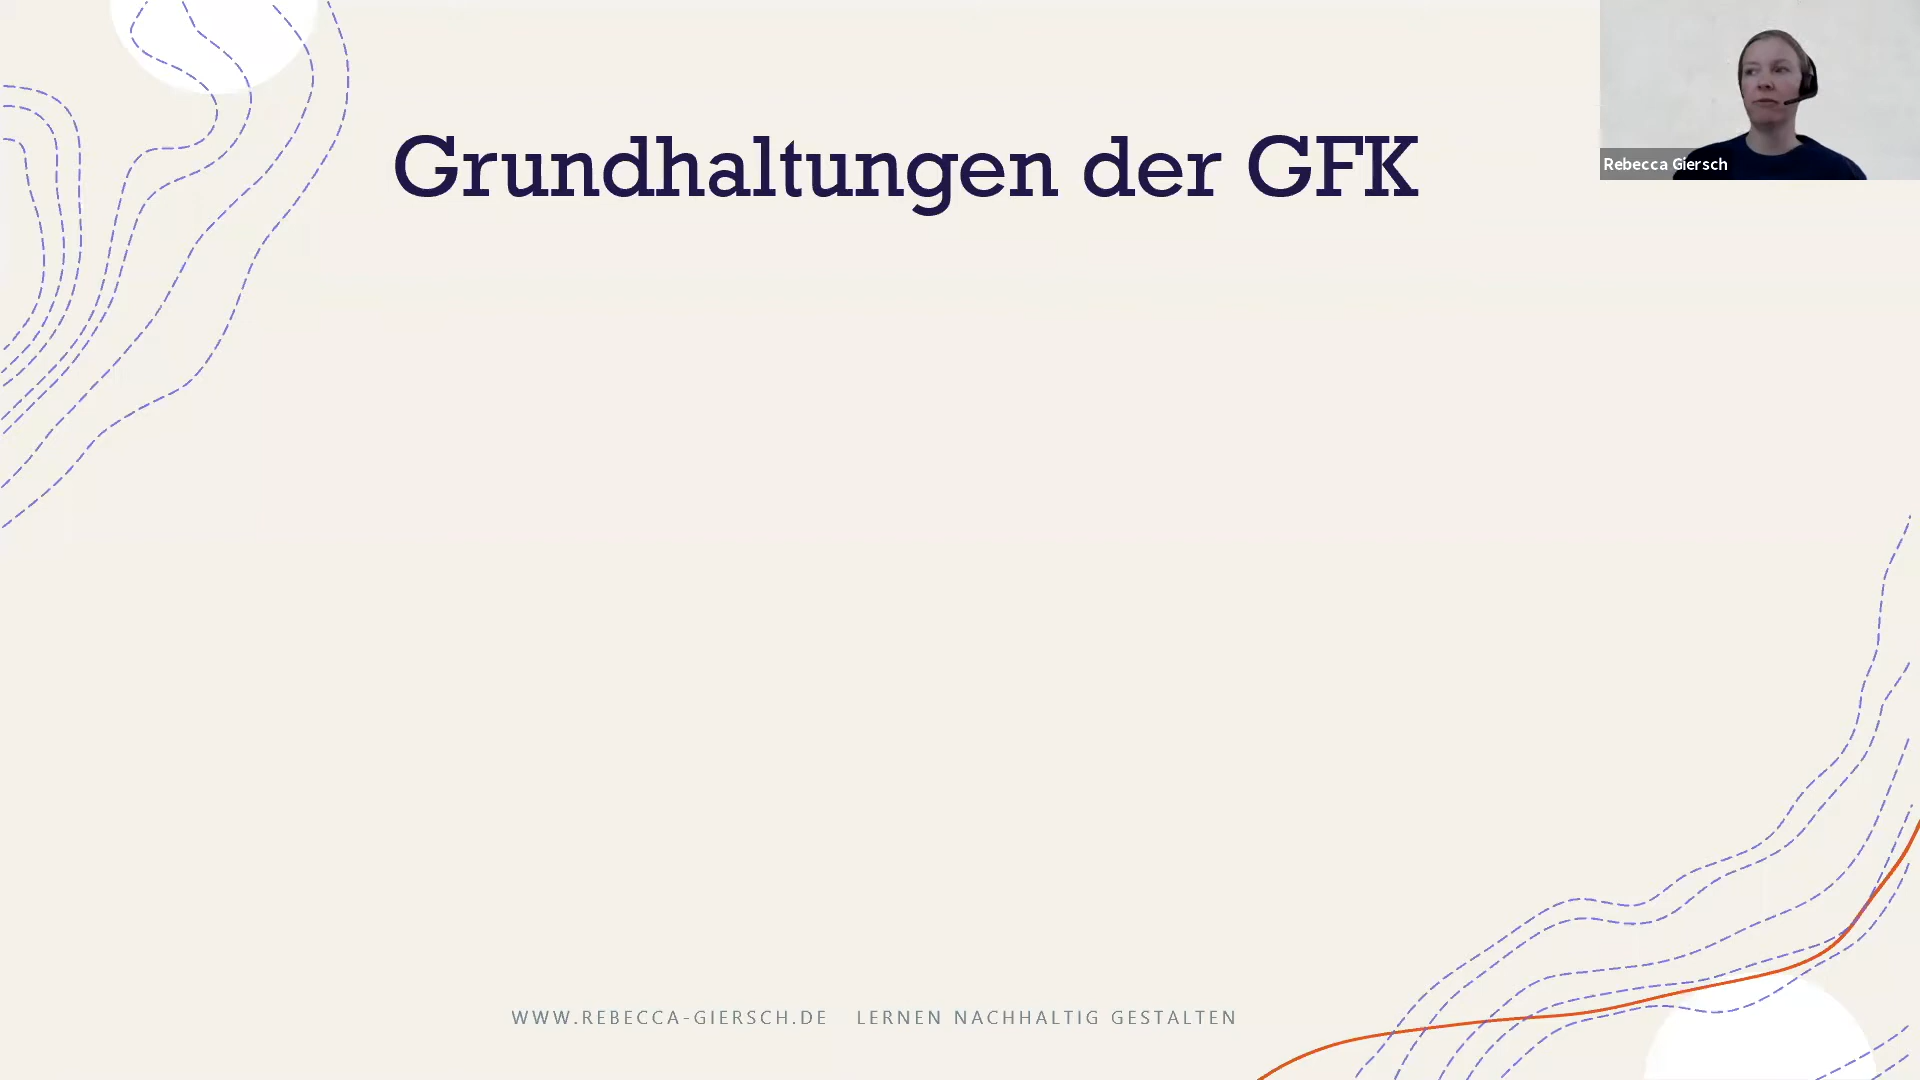 Grundhaltungen der GFK
Rebecca Giersch
WWW.REBECCA-GIERSCH.DE LERNEN NACHHALTIG GESTALTEN